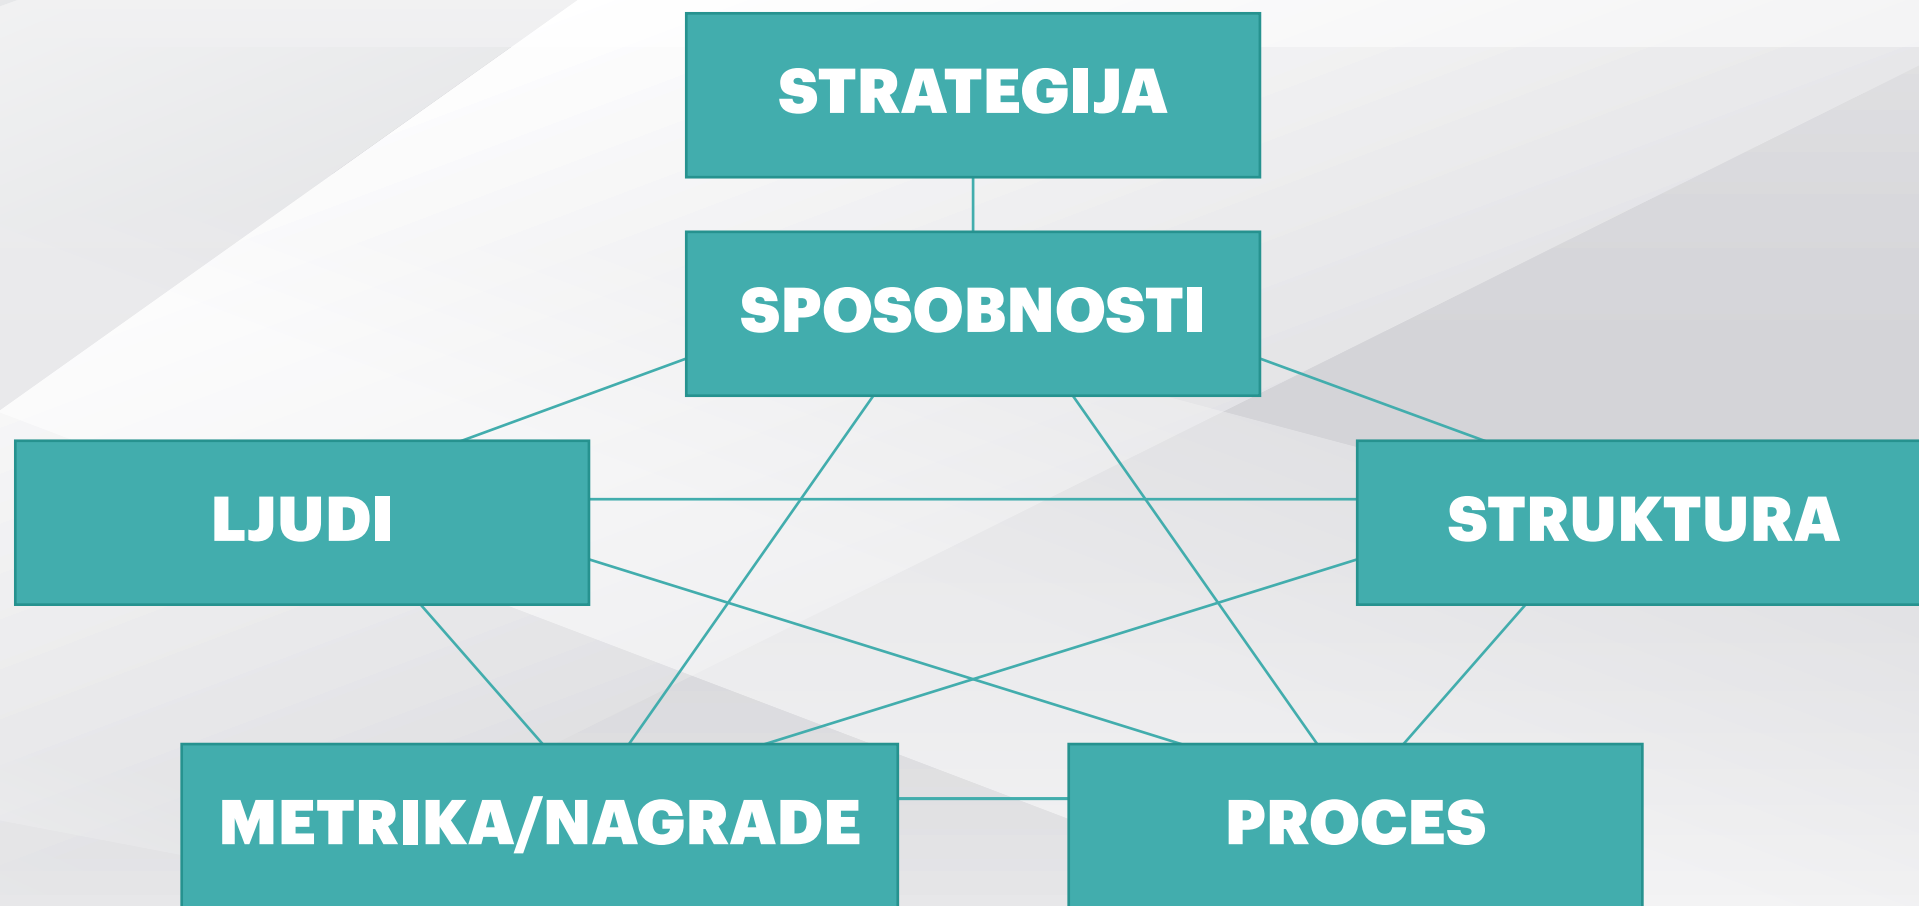 STRATEGIJA
SPOSOBNOSTI
LJUDI
STRUKTURA
METRIKA/NAGRADE
PROCES